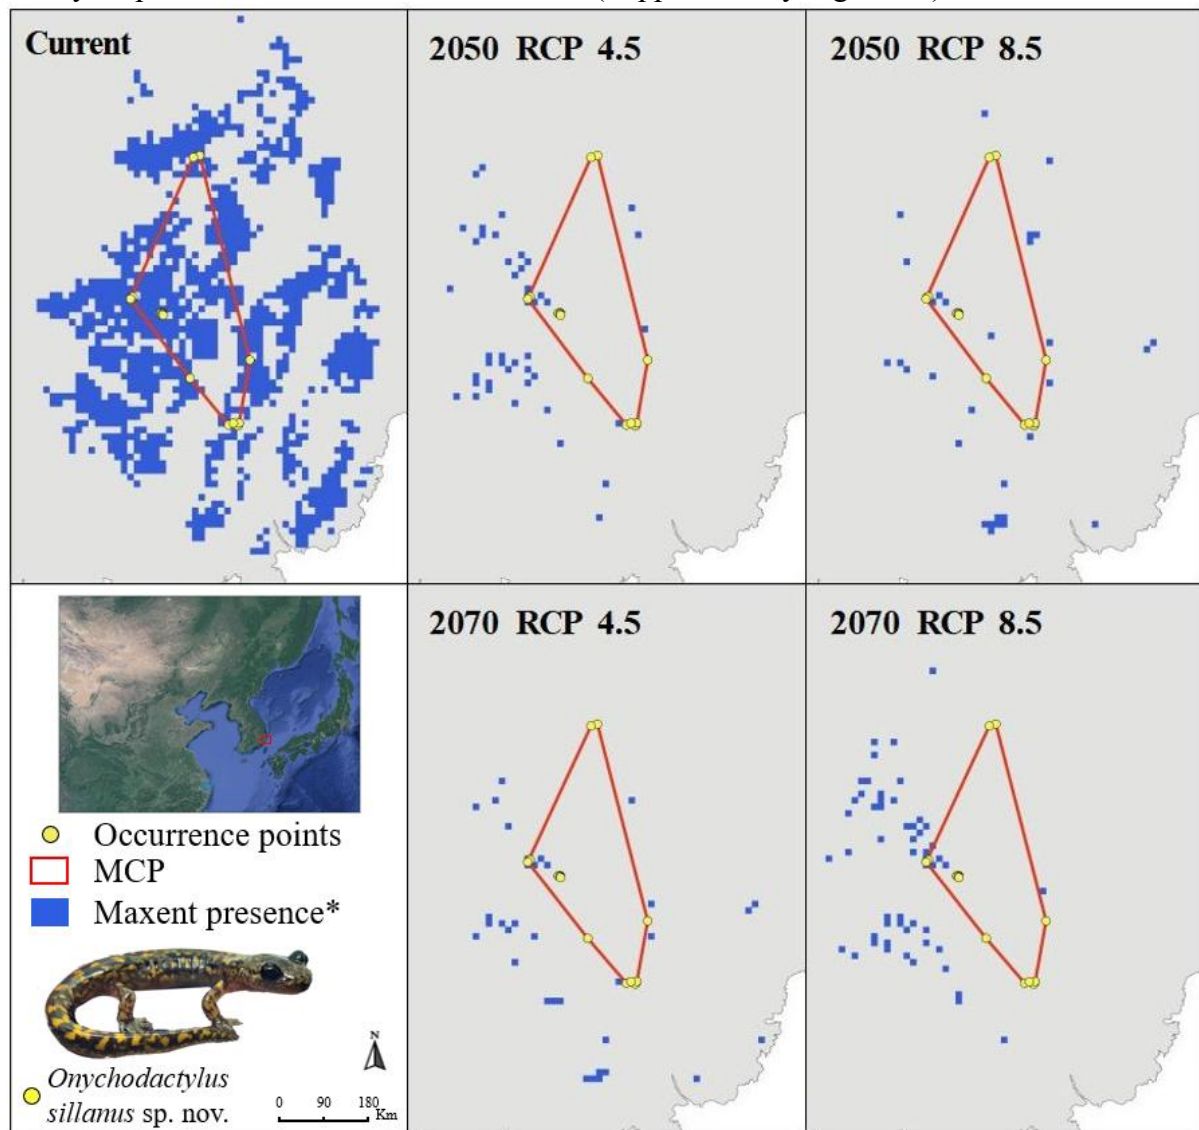 Current
2050 RCP 4.5
2050 RCP 8.5
2070 RCP 4.5
2070 RCP 8.5
Occurrence points
MCP
Maxent presence*
N
Onychodactylus
sillanus sp. nov.
0 90 180
Km